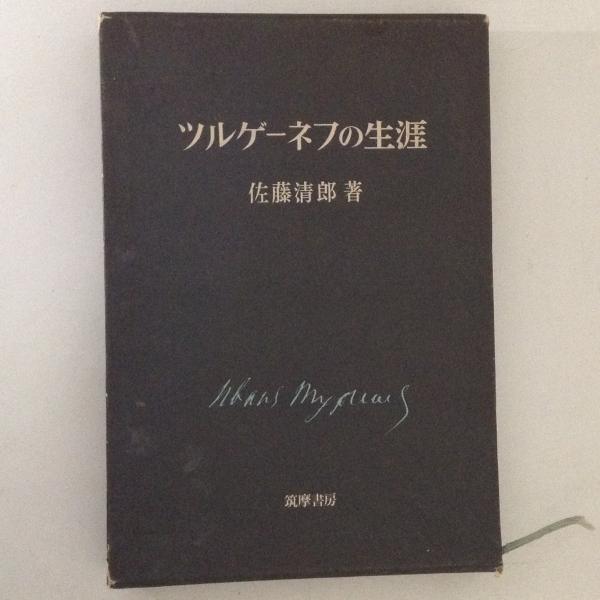 ツルゲーネフの生涯
佐藤清郎 著
筑摩書房